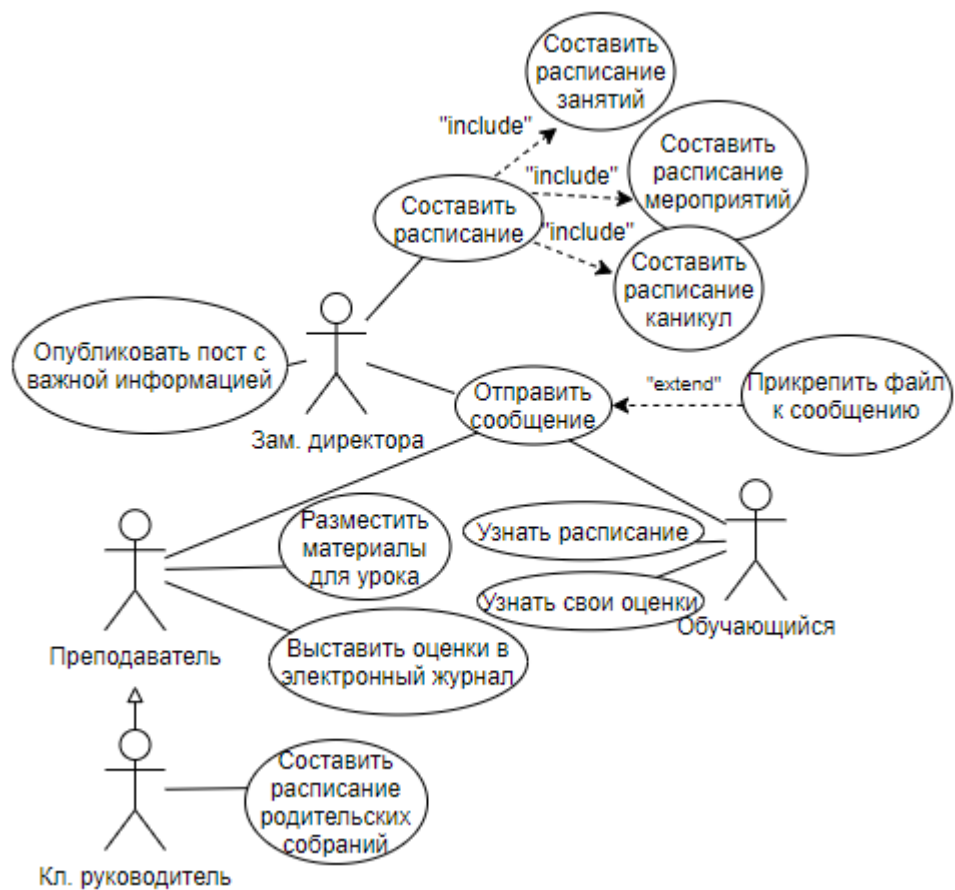 Составить
расписание
занятий
"include"
Составить
расписание
мероприятий
"include"
Составить
расписание
"include"
Составить
расписание
каникул
Опубликовать пост с
важной информацией
Зам. директора
Отправить
сообщение
"extend"
Прикрепить файл
к сообщению
Разместить
материалы
для урока
Узнать расписание
Узнать свои оценки
Обучающийся
Преподаватель
Выставить оценки в
электронный журнал
Составить
расписание
родительских
собраний
Кл. руководитель